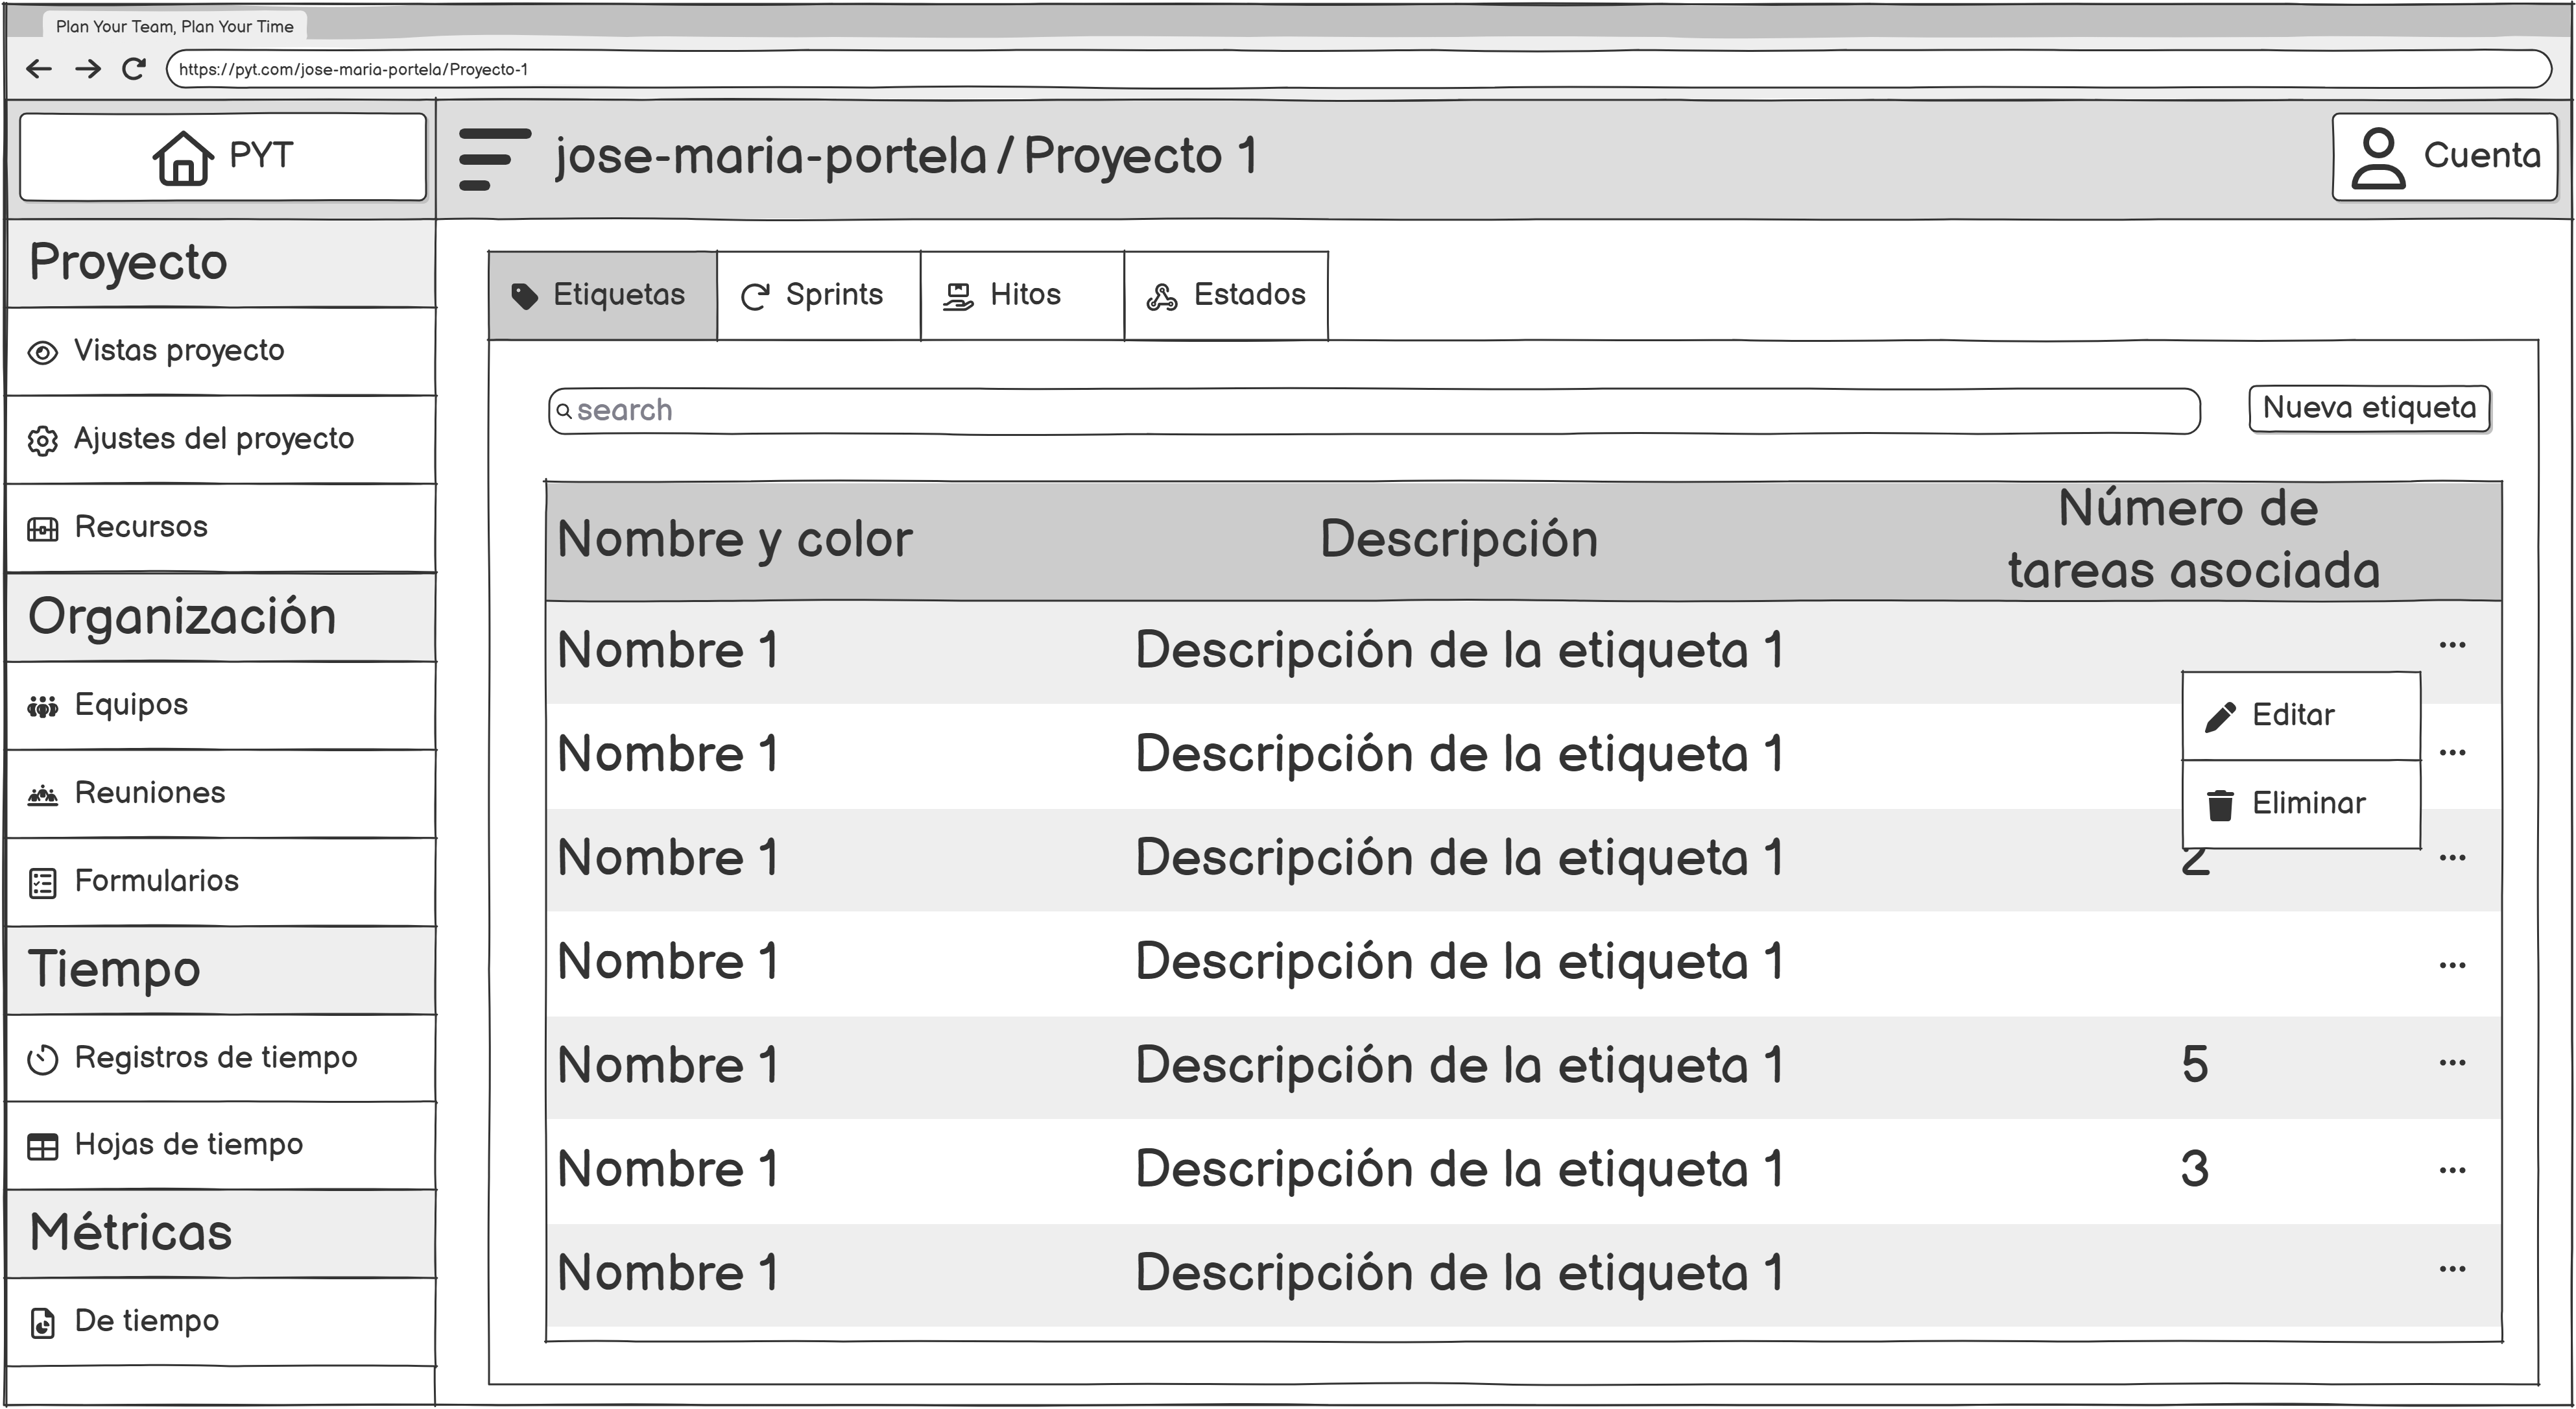 Plan Your Team, Plan Your Time
https://pyt.com/jose-maria-portela/Proyecto-1
PYT
jose-maria-portela / Proyecto 1
Cuenta
Proyecto
Vistas proyecto
Ajustes del proyecto
Recursos
Organización
Equipos
Reuniones
Formularios
Tiempo
Registros de tiempo
Hojas de tiempo
Métricas
De tiempo
Etiquetas
Sprints
Hitos
Estados
search
Nueva etiqueta
Nombre y color
Descripción
Número de
tareas asociada
Nombre 1 Descripción de la etiqueta 1 ...
Editar
Nombre 1 Descripción de la etiqueta 1 ...
Eliminar
Nombre 1 Descripción de la etiqueta 1 2 ...
Nombre 1 Descripción de la etiqueta 1 ...
Nombre 1 Descripción de la etiqueta 1 5 ...
Nombre 1 Descripción de la etiqueta 1 3 ...
Nombre 1 Descripción de la etiqueta 1 ...